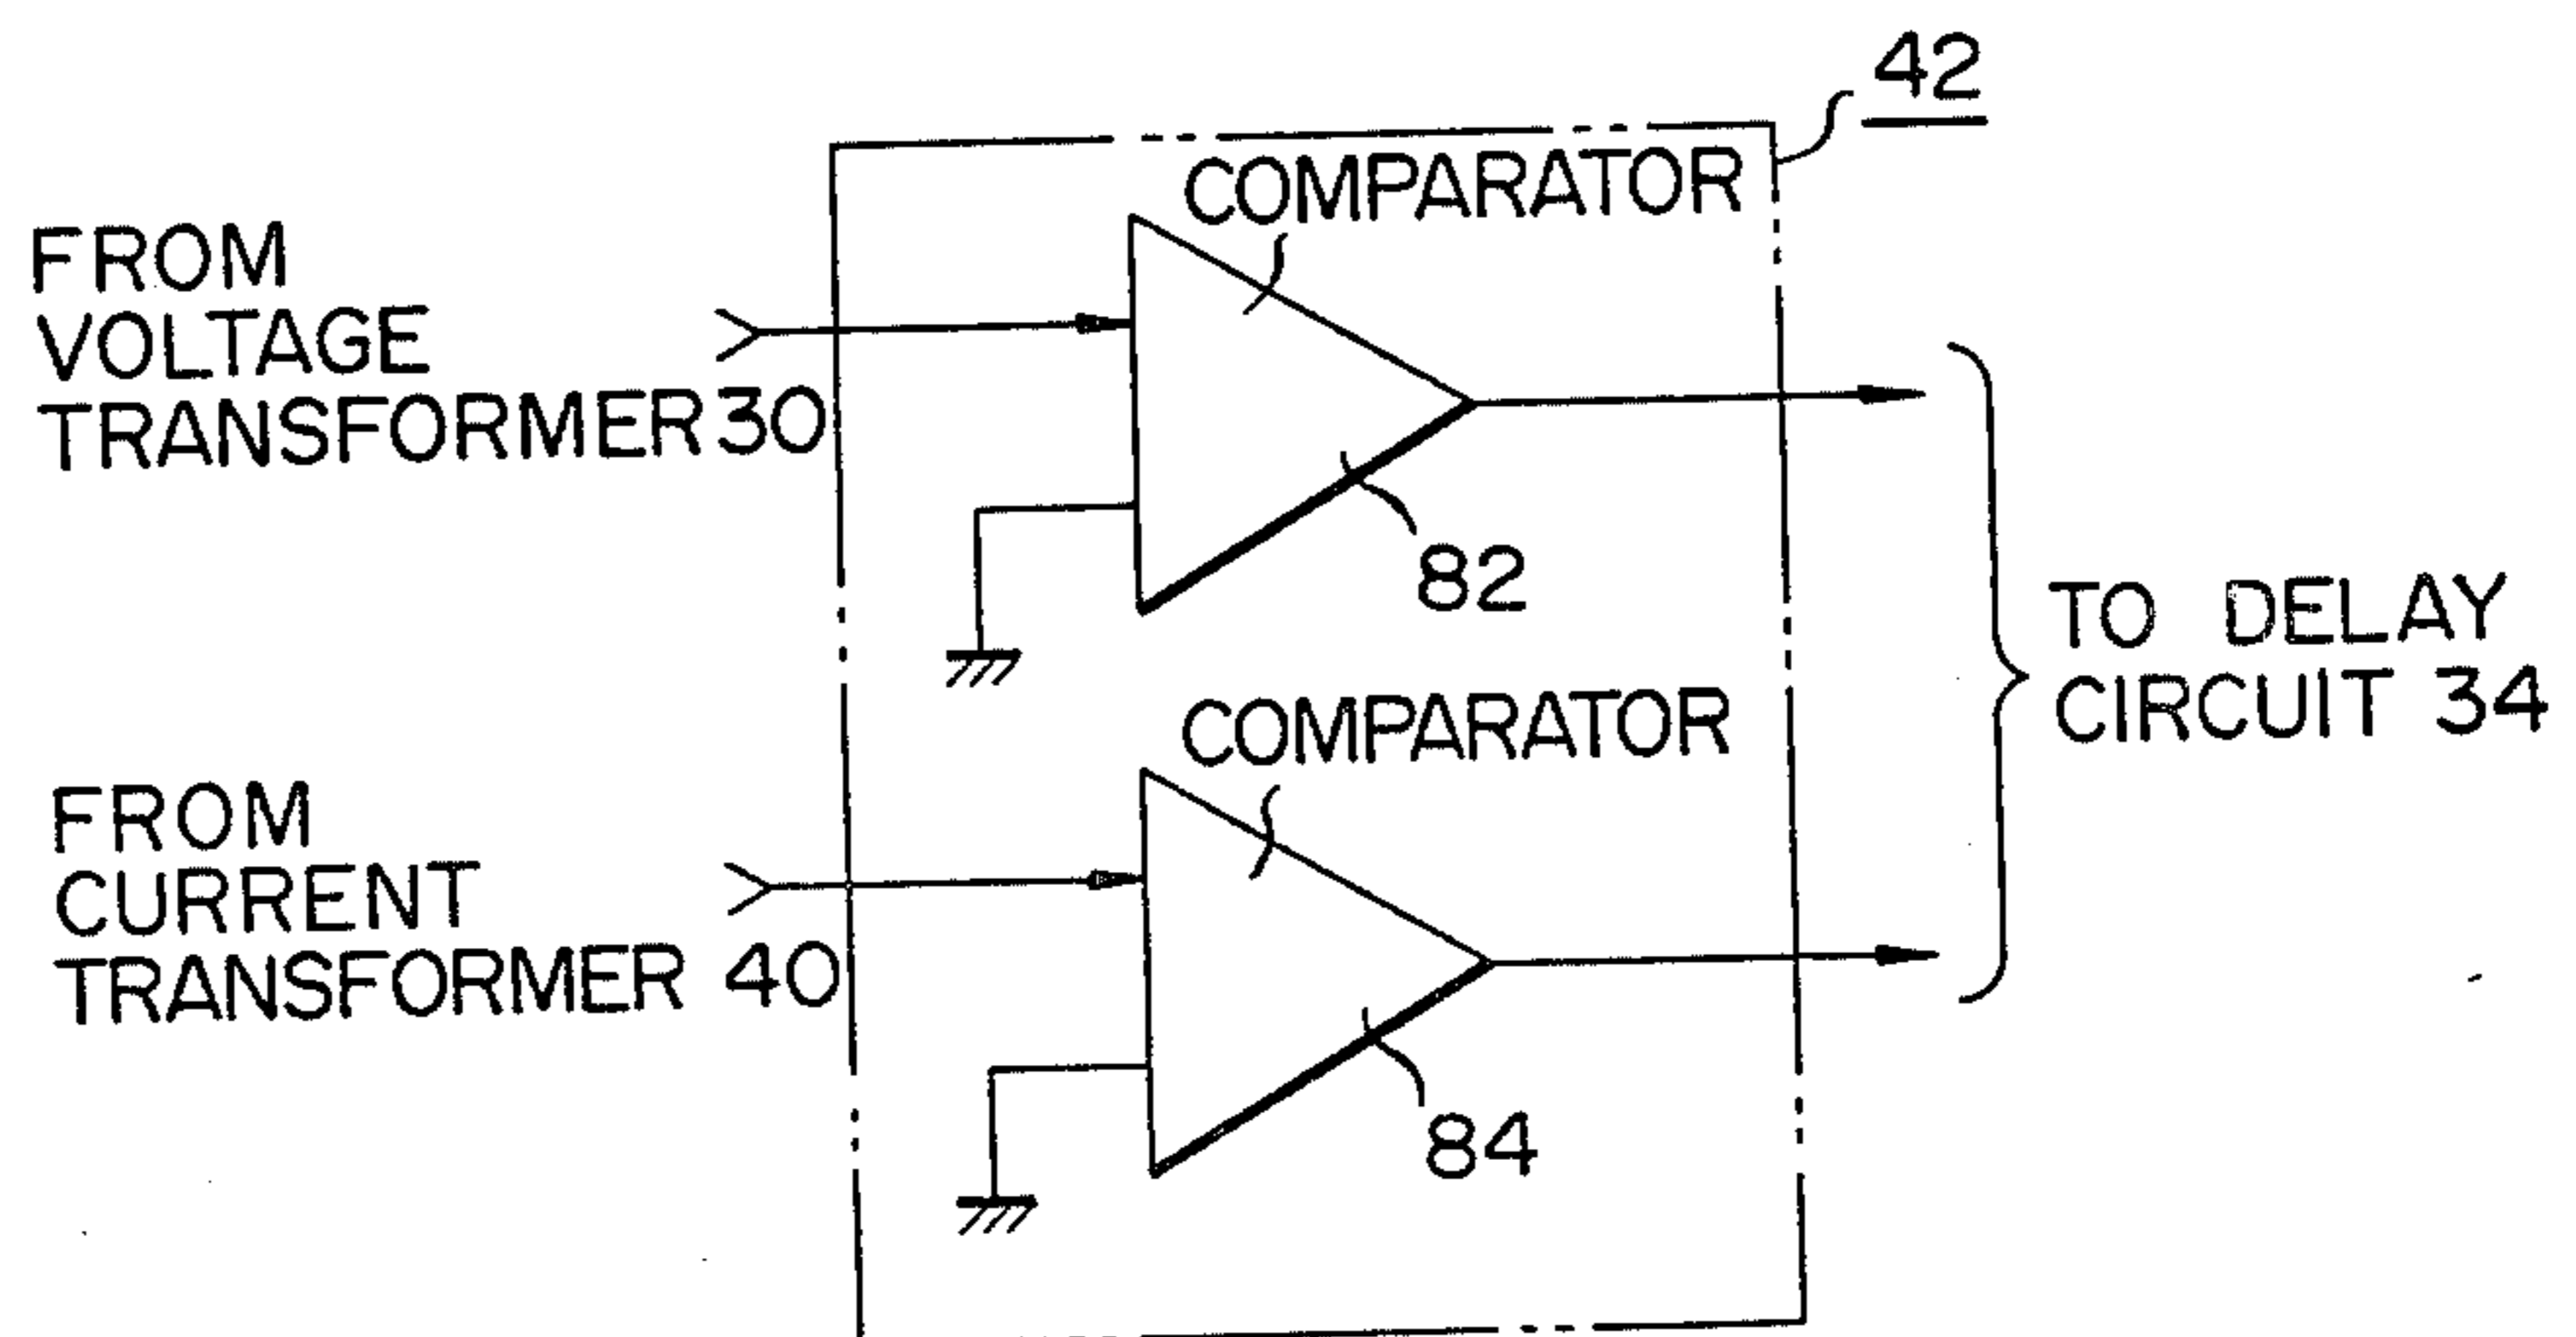 42
COMPARATOR
FROM
VOLTAGE
TRANSFORMER 30
82
TO DELAY
CIRCUIT 34
COMPARATOR
FROM
CURRENT
TRANSFORMER 40
84